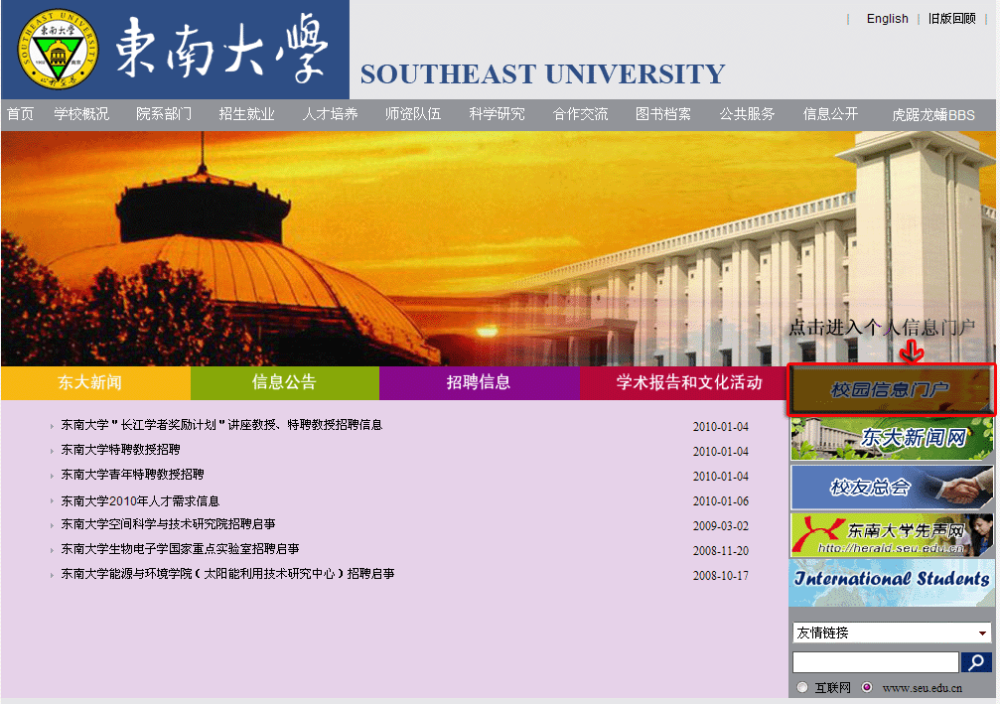 SOUTHEAST UNIVERSITY
東南大學
东南大学
SOUTHEAST UNIVERSITY
English 旧版回顾
首页 学校概况 院系部门 招生就业 人才培养 师资队伍 科学研究 合作交流 图书档案 公共服务 信息公开 虎踞龙蟠BBS
点击进入个人信息门户
东大新闻 信息公告 招聘信息 学术报告和文化活动
校园信息门户
东南大学"长江学者奖励计划"讲座教授、特聘教授招聘信息 2010-01-04
东南大学特聘教授招聘 2010-01-04
东南大学青年特聘教授招聘 2010-01-04
东南大学2010年人才需求信息 2010-01-06
东南大学空间科学与技术研究院招聘启事 2009-03-02
东南大学生物电子学国家重点实验室招聘启事 2008-11-20
东南大学能源与环境学院（太阳能利用技术研究中心）招聘启事 2008-10-17
东大新闻网
校友总会
东南大学先声网
http://herald.seu.edu.cn
International Students
友情链接
互联网 www.seu.edu.cn